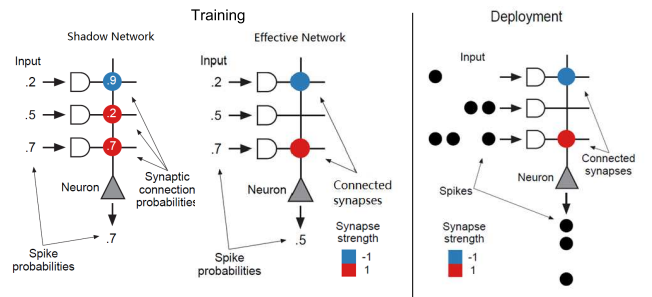 Training
Shadow Network
Input
.2
.5
.7
.9
.2
.7
Neuron
Synaptic
connection
probabilities
Spike
probabilities
.7
Effective Network
.2
.5
.7
Neuron
Connected
synapses
Spike
probabilities
.5
Synapse
strength
-1
1
Deployment
Input
Neuron
Connected
synapses
Spikes
Synapse
strength
-1
1